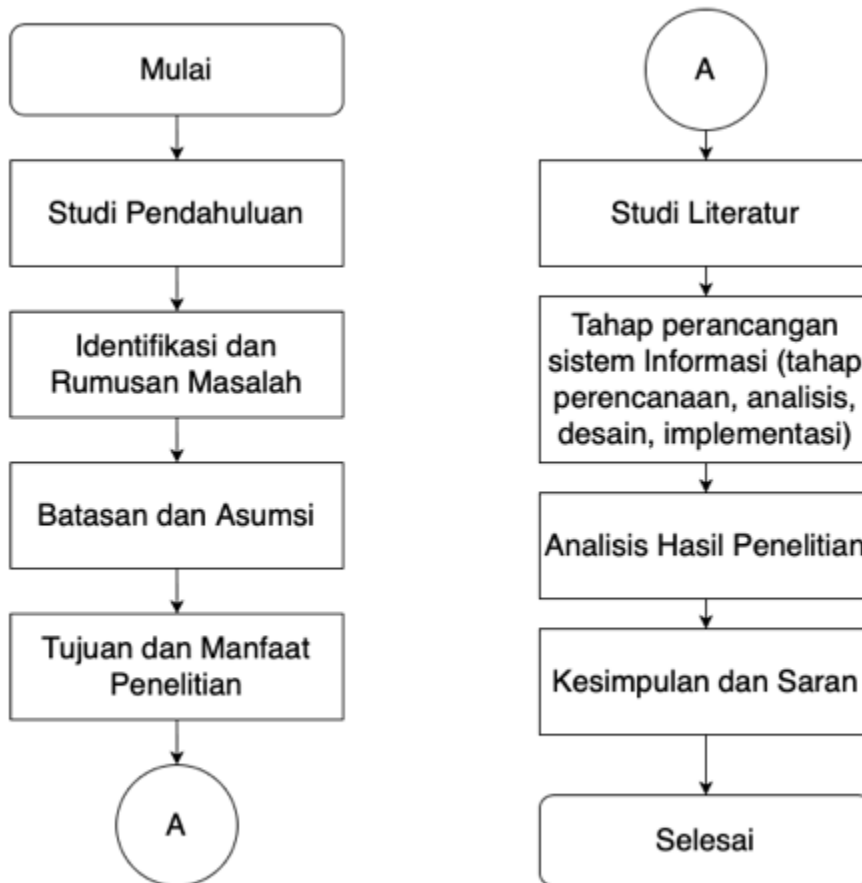 Mulai
Studi Pendahuluan
Identifikasi dan
Rumusan Masalah
Batasan dan Asumsi
Tujuan dan Manfaat
Penelitian
A
A
Studi Literatur
Tahap perancangan
sistem Informasi (tahap
perencanaan, analisis,
desain, implementasi)
Analisis Hasil Penelitian
Kesimpulan dan Saran
Selesai